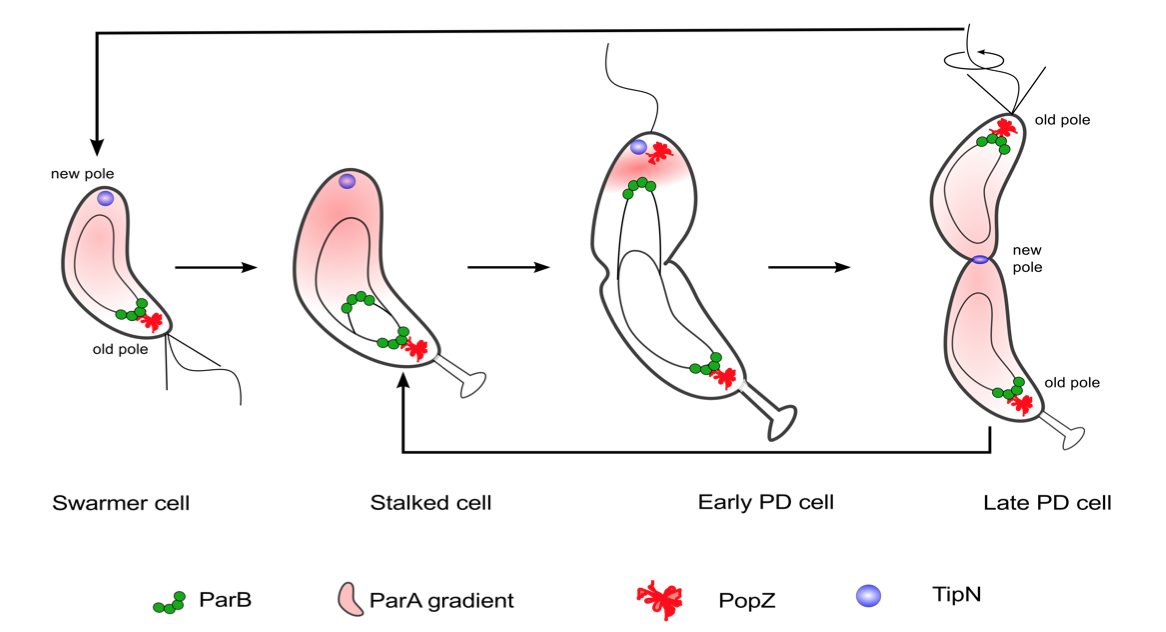 old pole
new pole
new
pole
old pole
old pole
Swarmer cell
Stalked cell
Early PD cell
Late PD cell
ParB
ParA gradient
PopZ
TipN